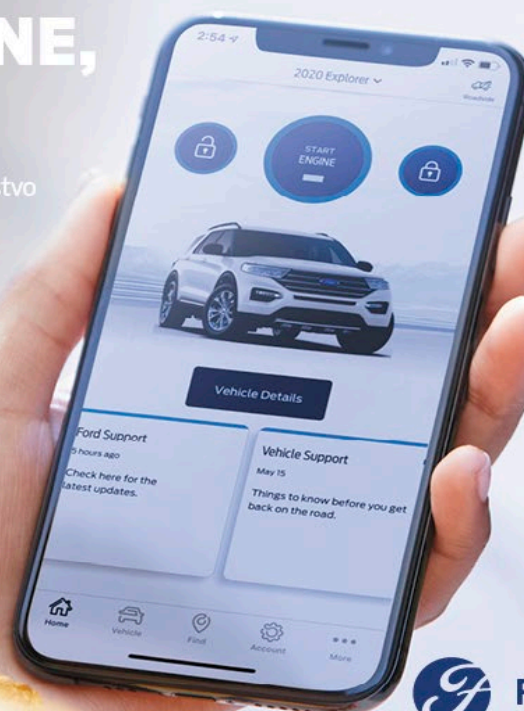 NE,
stvo
2:54
2020 Explorer
Roadside
START
ENGINE
Vehicle Details
Ford Support
5 hours ago
Check here for the
latest updates.
Vehicle Support
May 15
Things to know before you get
back on the road.
Home
Vehicle
Find
Account
More
F